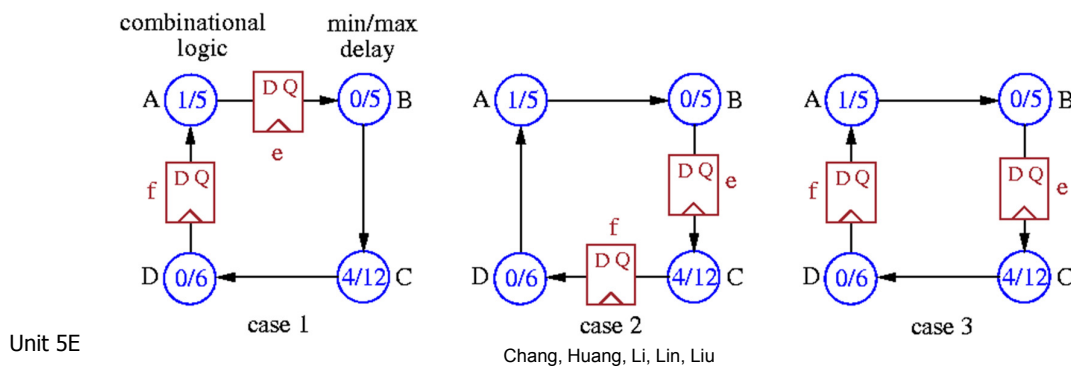 combinational
logic
min/max
delay
A 1/5 D Q 0/5 B
e
f D Q
D 0/6 4/12 C
case 1
A 1/5 0/5 B
D Q e
f
D 0/6 D Q 4/12 C
case 2
A 1/5 0/5 B
f D Q D Q e
D 0/6 4/12 C
case 3
Unit 5E
Chang, Huang, Li, Lin, Liu